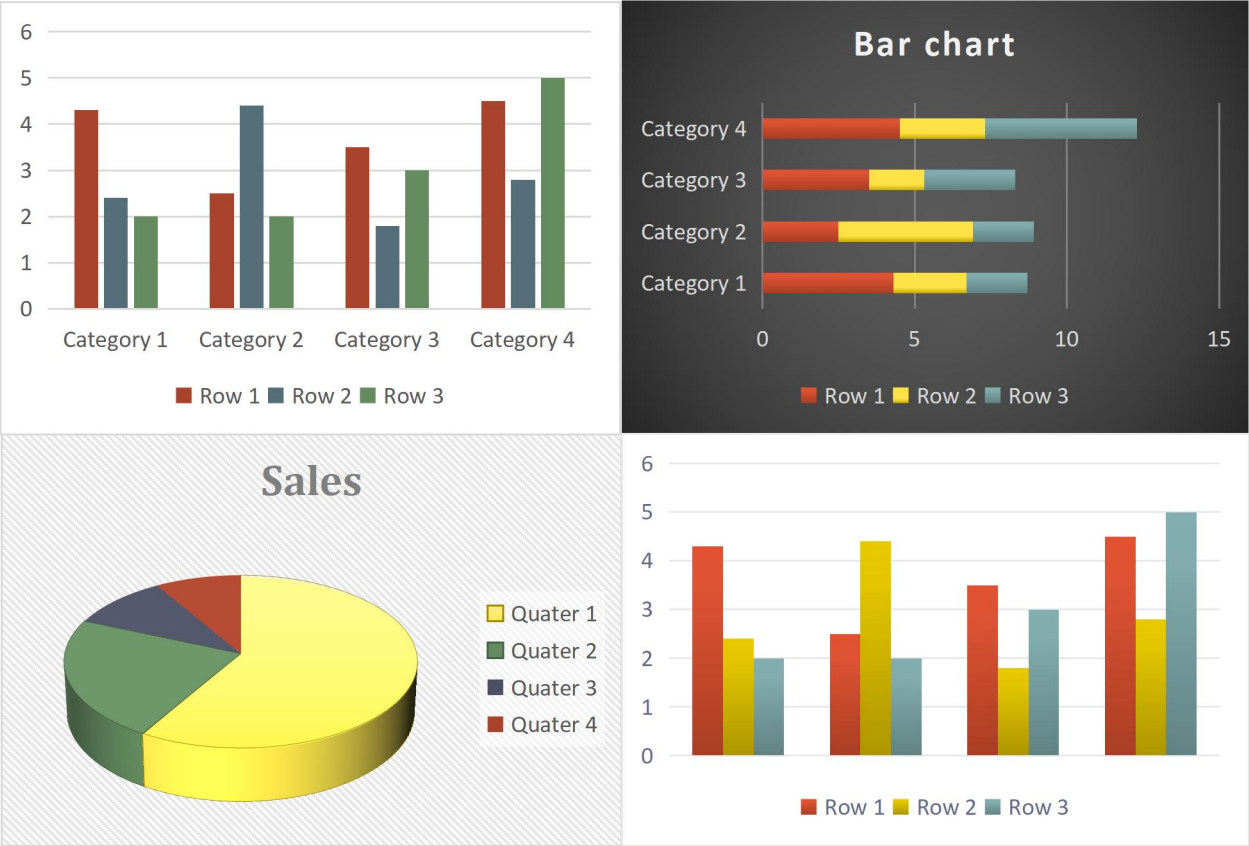 6
5
4
3
2
1
0
Category 1 Category 2 Category 3 Category 4
Row 1 Row 2 Row 3
Bar chart
Category 4
Category 3
Category 2
Category 1
0 5 10 15
Row 1 Row 2 Row 3
Sales
Quater 1
Quater 2
Quater 3
Quater 4
6
5
4
3
2
1
0
Row 1 Row 2 Row 3